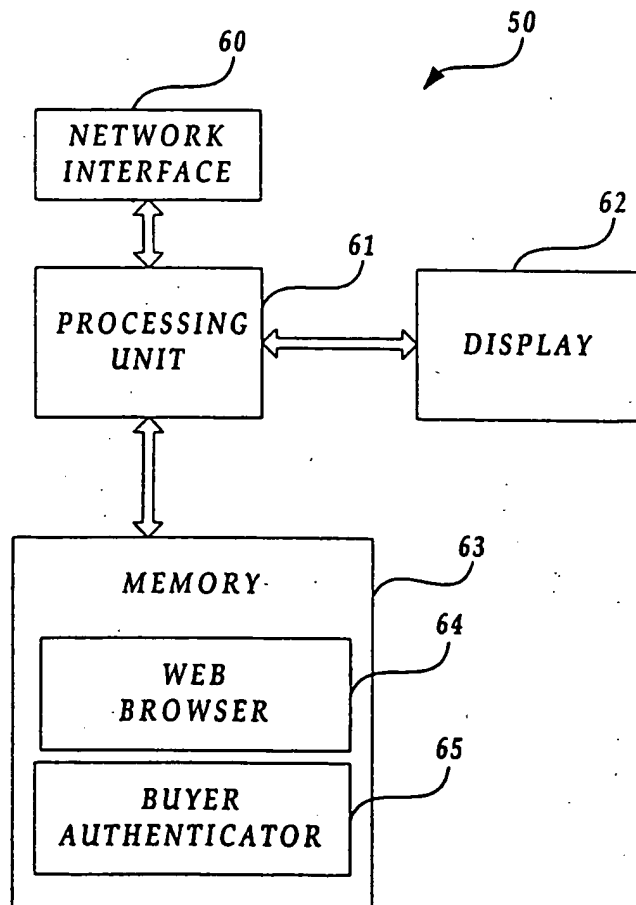 50
60
NETWORK
INTERFACE
61
62
PROCESSING
UNIT
DISPLAY
63
MEMORY
64
WEB
BROWSER
65
BUYER
AUTHENTICATOR